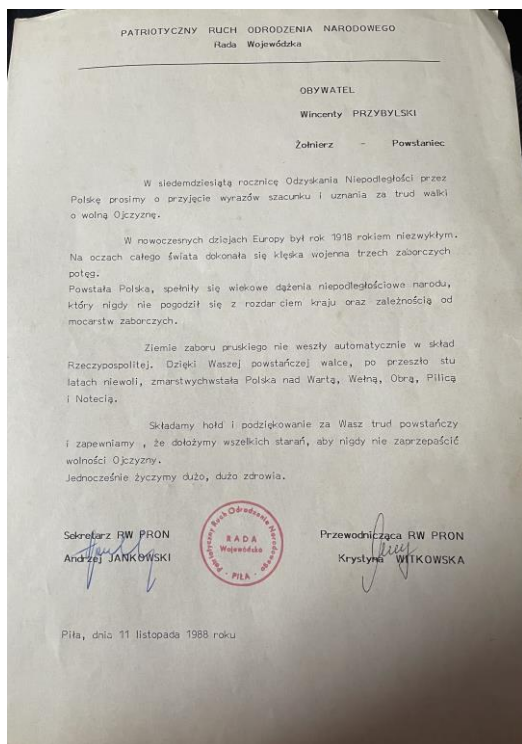 PATRIOTYCZNY RUCH ODRODZENIA NARODOWEGO
Rada Wojewódzka
OBYWATEL
Wincenty PRZYBYLSKI
Żołnierz - Powstaniec
W siedemdziesiątą rocznicę Odzyskania Niepodległości przez
Polskę prosimy o przyjęcie wyrazów szacunku i uznania za trud walki
o wolną Ojczyznę.
W nowoczesnych dziejach Europy był rok 1918 rokiem niezwykłym.
Na oczach całego świata dokonała się klęska wojenna trzech zaborczych
potęg.
Powstała Polska, spełniły się wiekowe dążenia niepodległościowe narodu,
który nigdy nie pogodził się z rozdar ciem kraju oraz zależnością od
mocarstw zaborczych.
Ziemie zaboru pruskiego nie weszły automatycznie w skład
Rzeczypospolitej. Dzięki Waszej powstańczej walce, po przeszło stu
latach niewoli, zmartwychwstała Polska nad Wartą, Wełną, Obrą, Pilicą
i Notecią.
Składamy hołd i podziękowanie za Wasz trud powstańczy
i zapewniamy , że dołożymy wszelkich starań, aby nigdy nie zaprzepaścić
wolności Ojczyzny.
Jednocześnie życzymy dużo, dużo zdrowia.
Sekretarz RW PRON
Andrzej JANKOWSKI
Patriotyczny Ruch Odrodzenia Narodowego
RADA
Wojewódzka
PIŁA
Przewodnicząca RW PRON
Krystyna WITKOWSKA
Piła, dnia 11 listopada 1988 roku